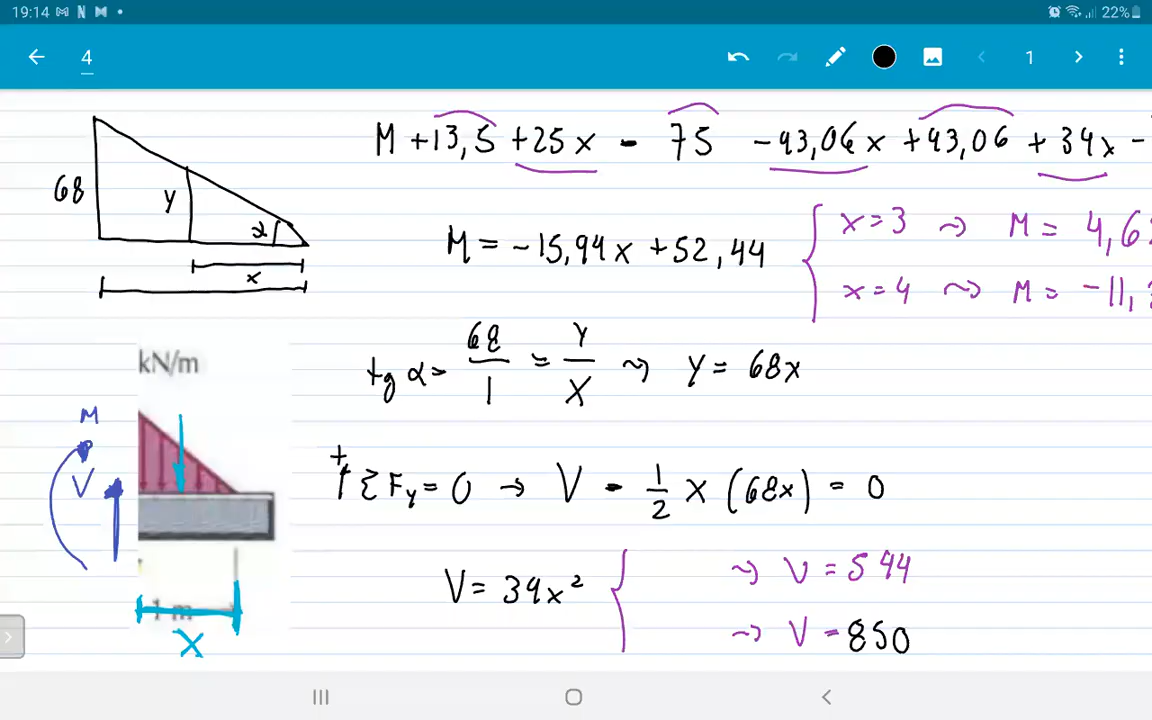 19:14 22%
4 1
68 y 2 x
M + 13,5 + 25x - 75 - 43,06x + 43,06 + 34x -
M = -15,94x + 52,44 x = 3 ⇝ M = 4,6
x = 4 ⇝ M = -11,
tg α = 68/1 = Y/X ⇝ Y = 68x
kN/m
M
V
+↑ΣFy = 0 → V - 1/2 x (68x) = 0
V = 34x² ⇝ V = 544
1 m
⇝ V = 850
X